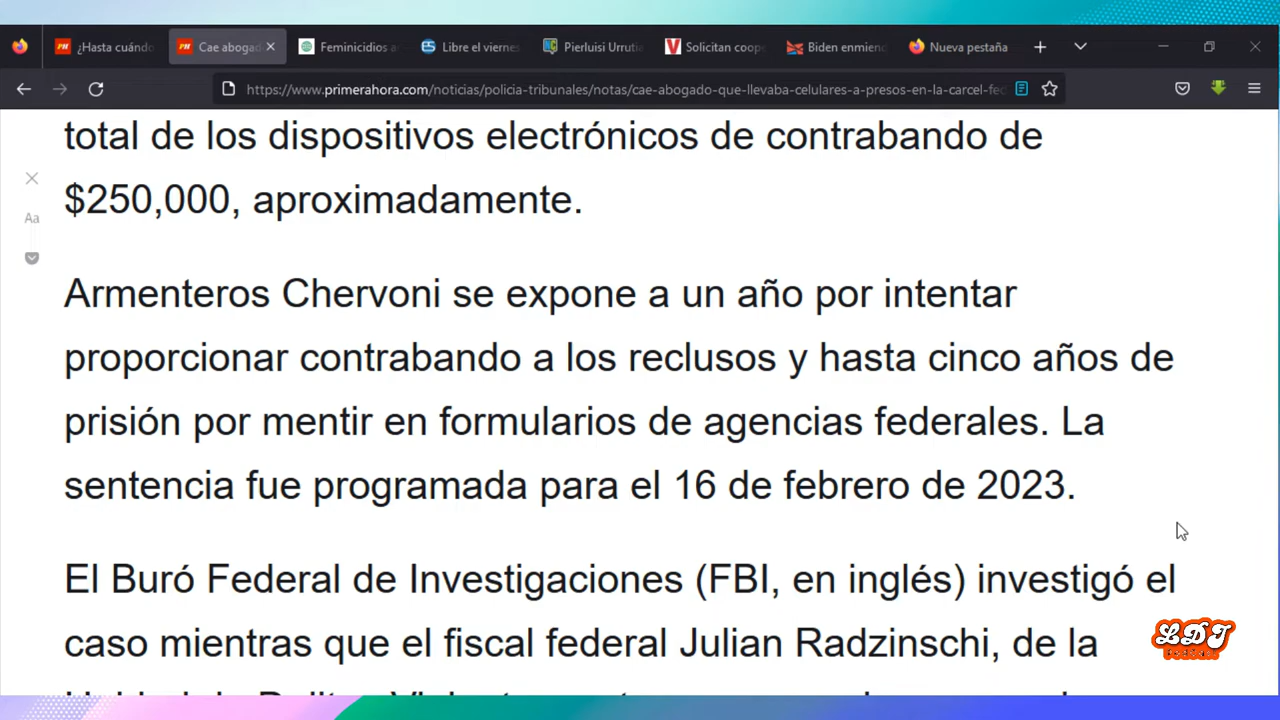 ¿Hasta cuándo
Cae abogad
Feminicidios a
Libre el viernes
Pierluisi Urrutia
Solicitan coop
Biden enmiend
Nueva pestaña
https://www.primerahora.com/noticias/policia-tribunales/notas/cae-abogado-que-llevaba-celulares-a-presos-en-la-carcel-fec
total de los dispositivos electrónicos de contrabando de
$250,000, aproximadamente.
Aa
Armenteros Chervoni se expone a un año por intentar
proporcionar contrabando a los reclusos y hasta cinco años de
prisión por mentir en formularios de agencias federales. La
sentencia fue programada para el 16 de febrero de 2023.
El Buró Federal de Investigaciones (FBI, en inglés) investigó el
caso mientras que el fiscal federal Julian Radzinschi, de la
LDT